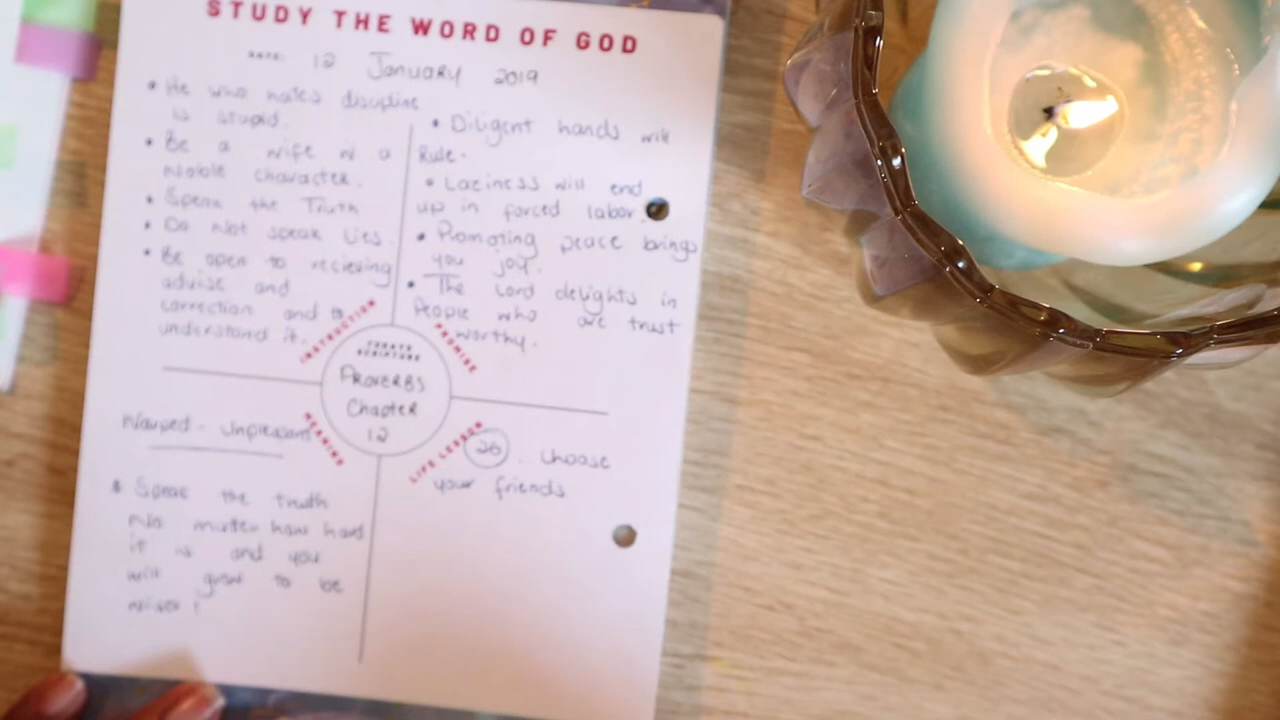 STUDY THE WORD OF GOD
DATE: 12 January 2019
• He who hates discipline
is stupid.
• Be a wife of a
Noble character.
• Speak the Truth
• Do not speak lies.
• Be open to recieving
advise and
correction and to
understand it.
INSTRUCTION
• Diligent hands will
Rule.
• Laziness will end
up in forced labor.
• Promoting peace brings
you joy.
• The Lord delights in
People who are trust
worthy.
PROMISE
TODAYS
SCRIPTURE
PROVERBS
Chapter
12
MEANING
Warped - Unpleasant
• Speak the truth
No matter how hard
it is and you
will grow to be
wiser!
LIFE LESSON
26. Choose
your friends